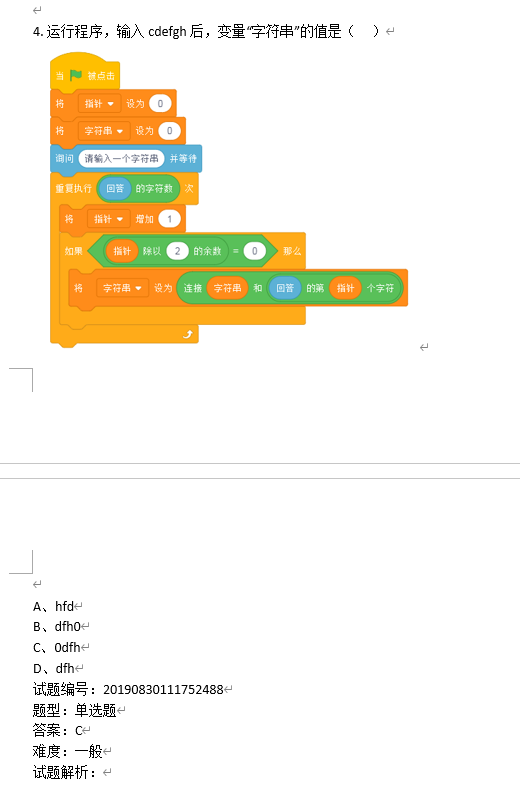 4. 运行程序，输入 cdefgh 后，变量“字符串”的值是（　）
当 被点击
将 指针 设为 0
将 字符串 设为 0
询问 请输入一个字符串 并等待
重复执行 回答 的字符数 次
将 指针 增加 1
如果 指针 除以 2 的余数 = 0 那么
将 字符串 设为 连接 字符串 和 回答 的第 指针 个字符
A、hfd
B、dfh0
C、0dfh
D、dfh
试题编号：20190830111752488
题型：单选题
答案：C
难度：一般
试题解析：